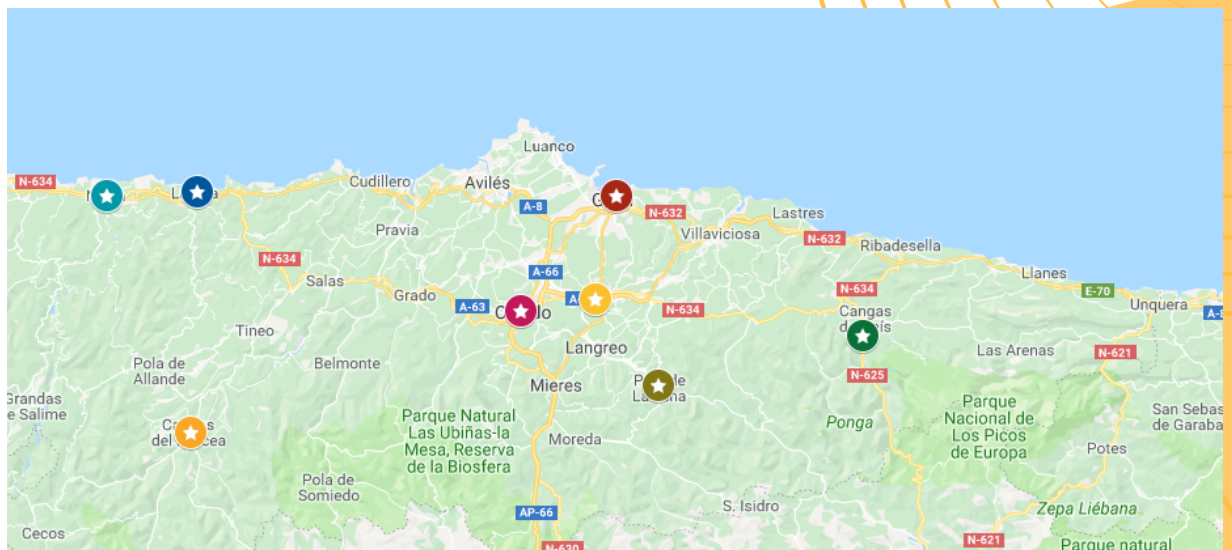 Luanco
N-634
Cudillero
Avilés
A-8
N-632
Lastres
Pravia
Villaviciosa
N-632
Ribadesella
N-634
A-66
Llanes
Salas
Grado
A-63
N-634
N-634
E-70
Unquera
Cangas
Tineo
Langreo
Las Arenas
N-621
Pola de
Allande
Belmonte
Mieres
N-625
Parque Natural
Las Ubiñas-la
Mesa, Reserva
de la Biosfera
Ponga
Parque
Nacional de
Los Picos
de Europa
San Sebas
de Garaba
Grandas
e Salime
Moreda
Potes
Pola de
Somiedo
S. Isidro
Zepa Liébana
AP-66
Cecos
N-630
N-621
Parque natural